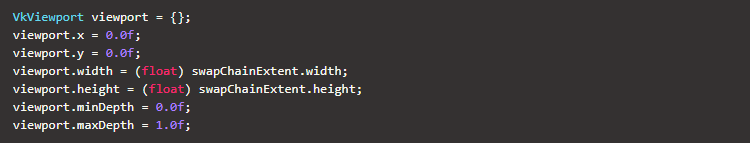 VkViewport viewport = {};
viewport.x = 0.0f;
viewport.y = 0.0f;
viewport.width = (float) swapChainExtent.width;
viewport.height = (float) swapChainExtent.height;
viewport.minDepth = 0.0f;
viewport.maxDepth = 1.0f;